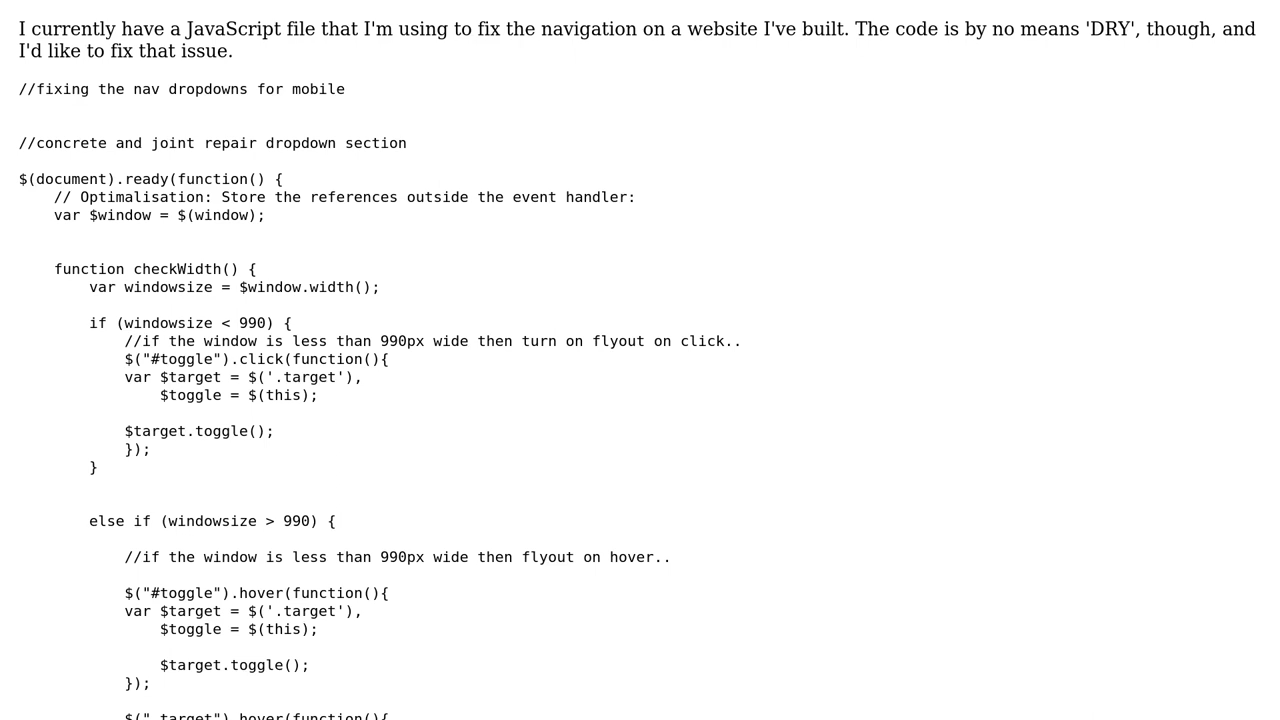 I currently have a JavaScript file that I'm using to fix the navigation on a website I've built. The code is by no means 'DRY', though, and
I'd like to fix that issue.
//fixing the nav dropdowns for mobile
//concrete and joint repair dropdown section
$(document).ready(function() {
// Optimalisation: Store the references outside the event handler:
var $window = $(window);
function checkWidth() {
var windowsize = $window.width();
if (windowsize < 990) {
//if the window is less than 990px wide then turn on flyout on click..
$("#toggle").click(function(){
var $target = $('.target'),
$toggle = $(this);
$target.toggle();
});
}
else if (windowsize > 990) {
//if the window is less than 990px wide then flyout on hover..
$("#toggle").hover(function(){
var $target = $('.target'),
$toggle = $(this);
$target.toggle();
});
$(".target").hover(function(){